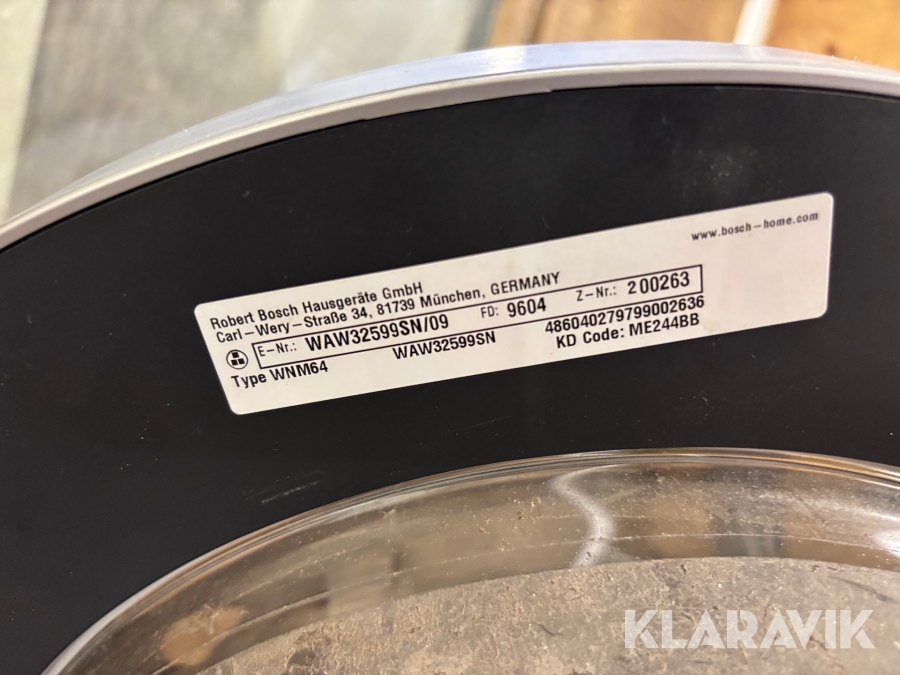 www.bosch-home.com
Robert Bosch Hausgeräte GmbH
Carl-Wery-Straße 34, 81739 München, GERMANY
E-Nr.: WAW32599SN/09 FD: 9604 Z-Nr.: 200263
Type WNM64 WAW32599SN 486040279799002636
KD Code: ME244BB
KLARAVIK